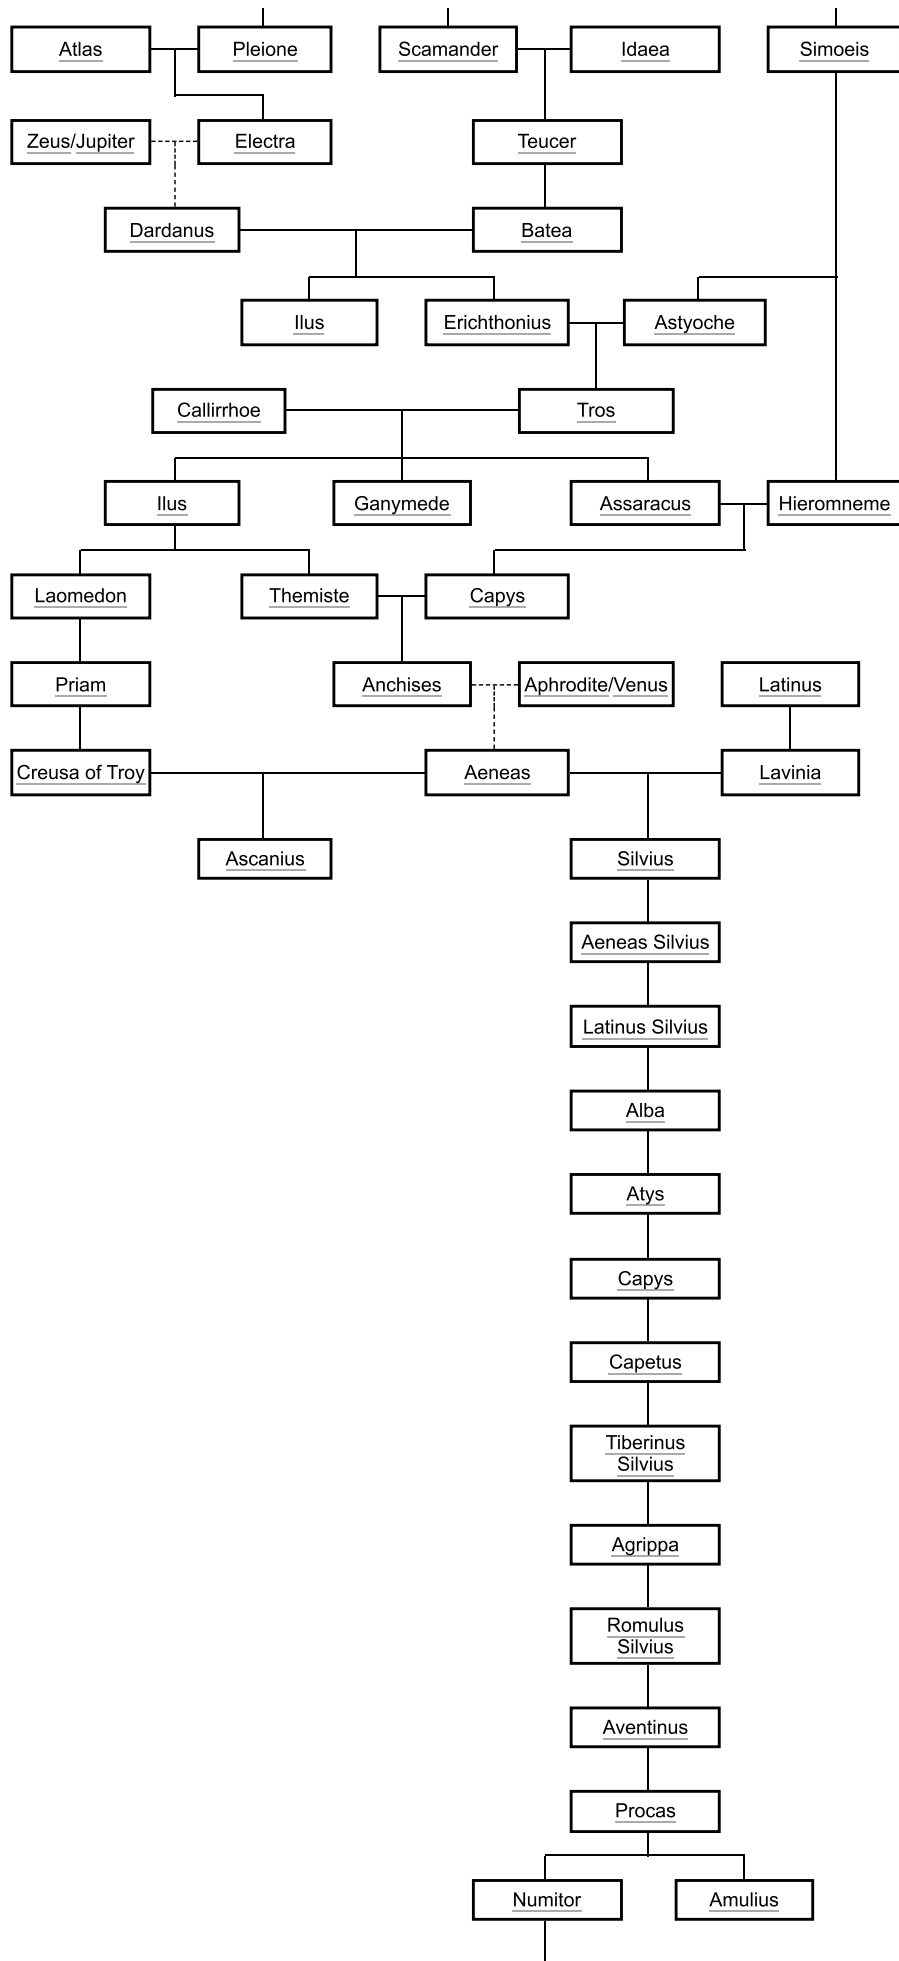 Atlas
Pleione
Scamander
Idaea
Simoeis
Zeus/Jupiter
Electra
Teucer
Dardanus
Batea
Ilus
Erichthonius
Astyoche
Callirrhoe
Tros
Ilus
Ganymede
Assaracus
Hieromneme
Laomedon
Themiste
Capys
Priam
Anchises
Aphrodite/Venus
Latinus
Creusa of Troy
Aeneas
Lavinia
Ascanius
Silvius
Aeneas Silvius
Latinus Silvius
Alba
Atys
Capys
Capetus
Tiberinus
Silvius
Agrippa
Romulus
Silvius
Aventinus
Procas
Numitor
Amulius